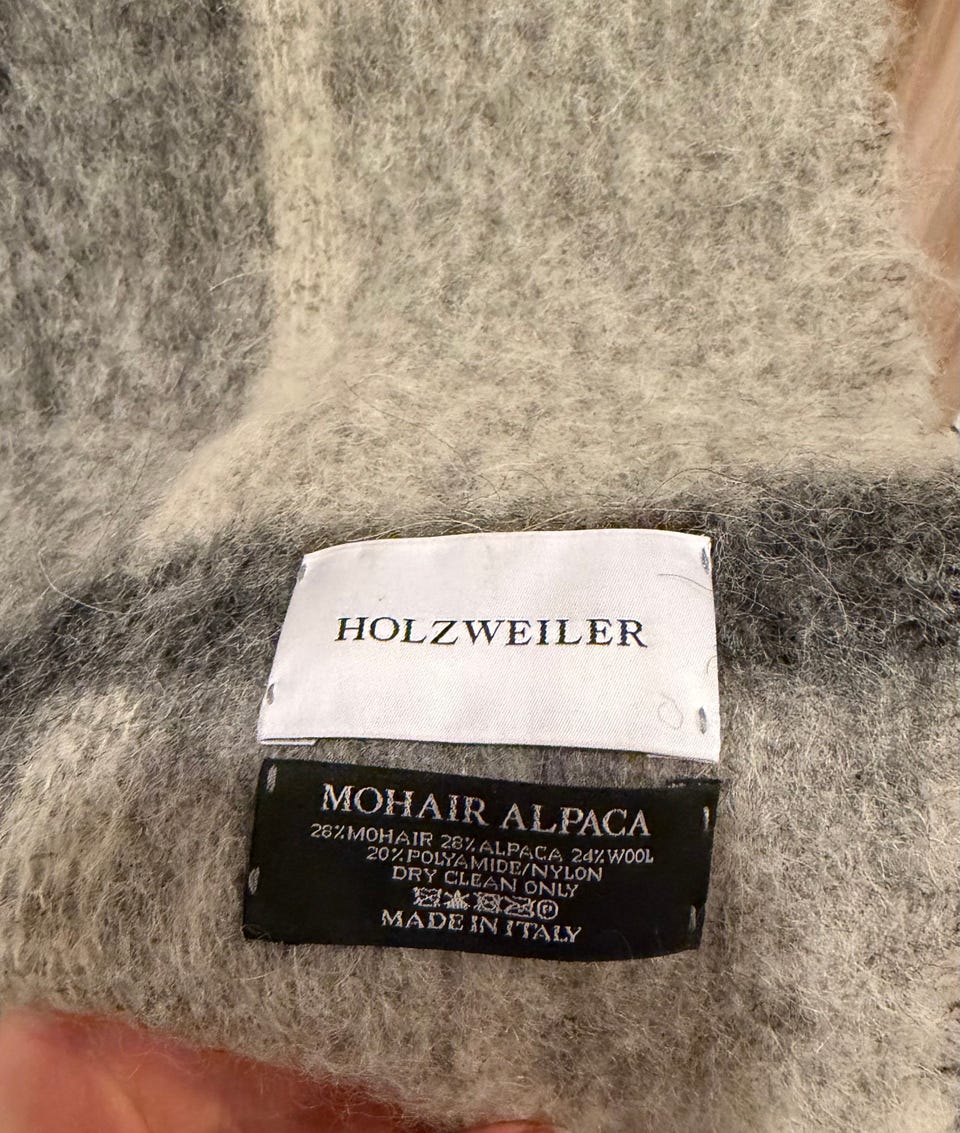 HOLZWEILER
MOHAIR ALPACA
28%MOHAIR 28%ALPACA 24%WOOL
20%POLYAMIDE/NYLON
DRY CLEAN ONLY
MADE IN ITALY